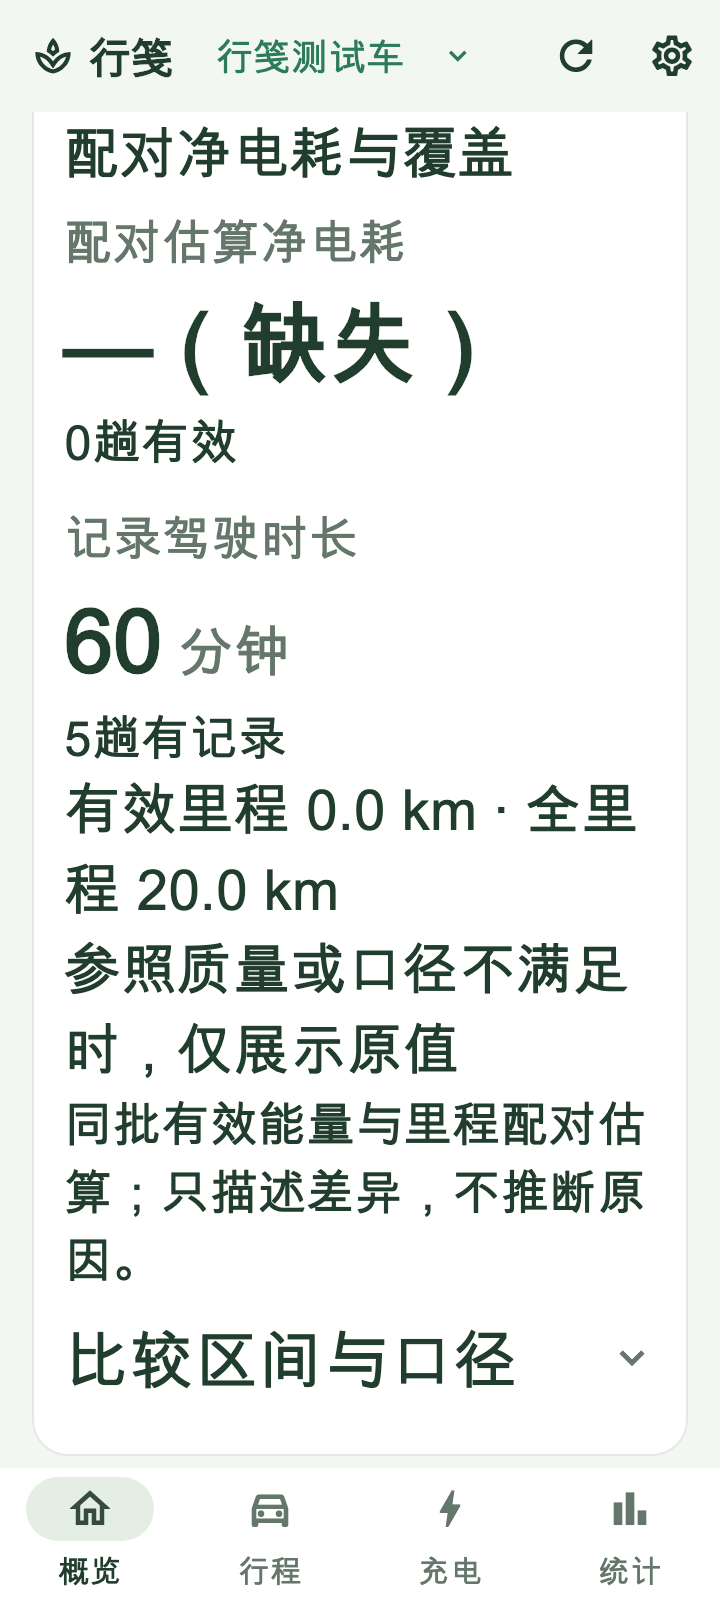 行笺 行笺测试车
配对净电耗与覆盖
配对估算净电耗
—（缺失）
0趟有效
记录驾驶时长
60 分钟
5趟有记录
有效里程 0.0 km · 全里
程 20.0 km
参照质量或口径不满足
时，仅展示原值
同批有效能量与里程配对估
算；只描述差异，不推断原
因。
比较区间与口径
概览 行程 充电 统计